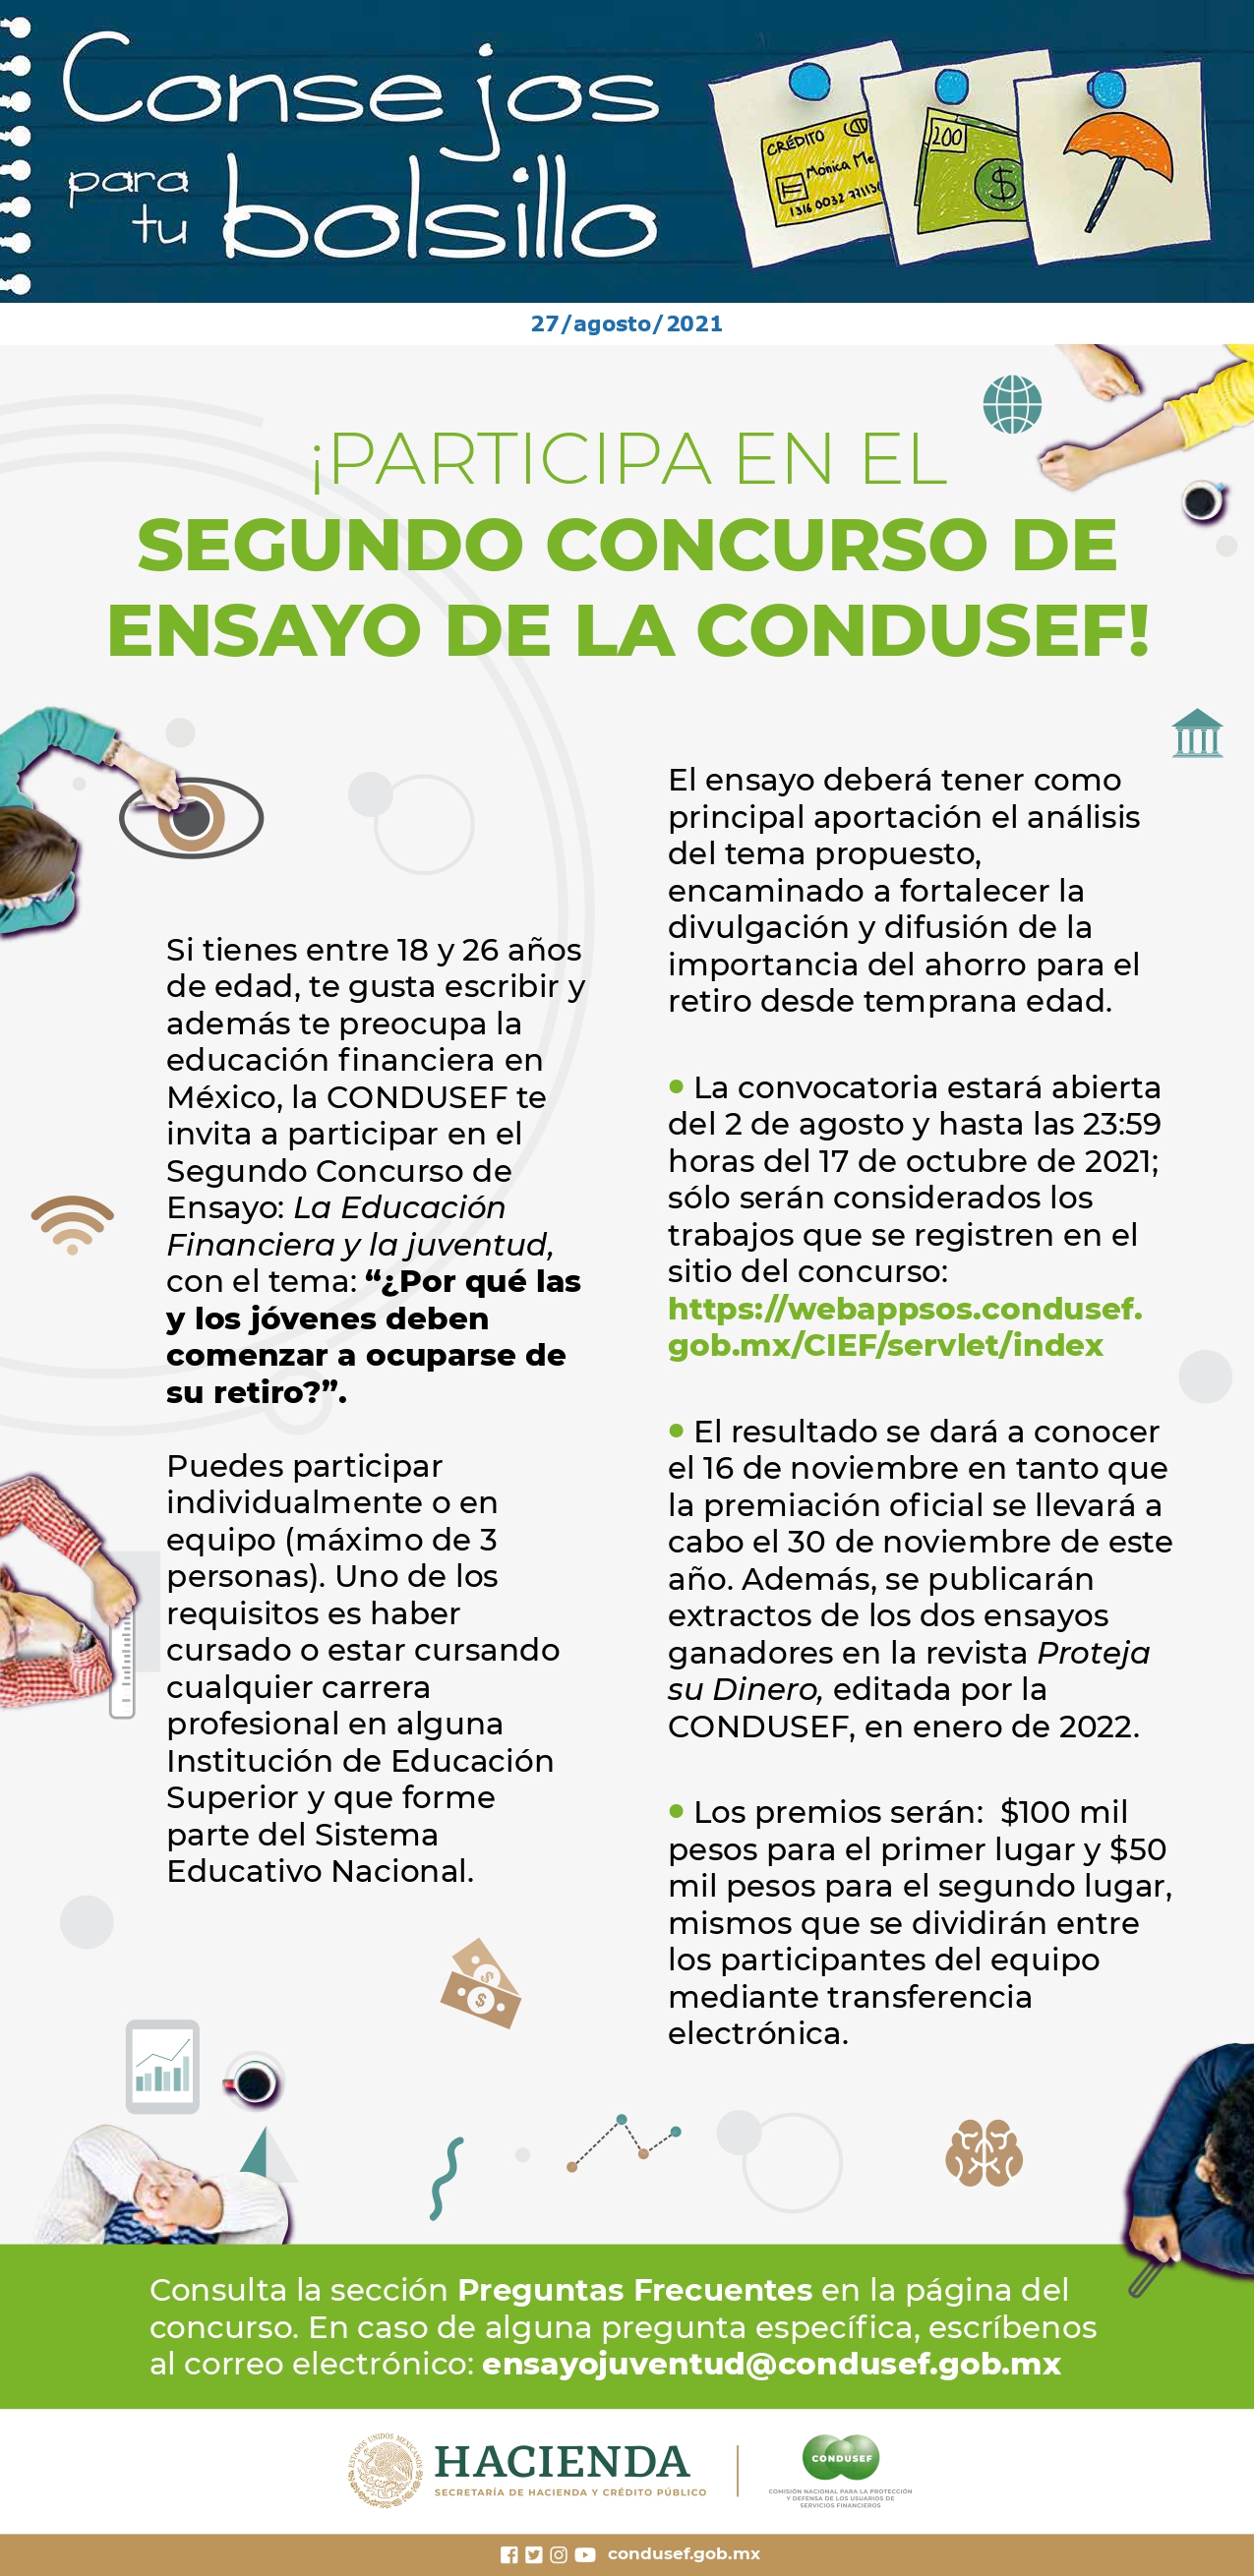 Consejos
para tu bolsillo
CRÉDITO
Mónica Me
1316 0032 77136
200
$
27/agosto/2021
¡PARTICIPA EN EL
SEGUNDO CONCURSO DE
ENSAYO DE LA CONDUSEF!
Si tienes entre 18 y 26 años
de edad, te gusta escribir y
además te preocupa la
educación financiera en
México, la CONDUSEF te
invita a participar en el
Segundo Concurso de
Ensayo: La Educación
Financiera y la juventud,
con el tema: “¿Por qué las
y los jóvenes deben
comenzar a ocuparse de
su retiro?”.
Puedes participar
individualmente o en
equipo (máximo de 3
personas). Uno de los
requisitos es haber
cursado o estar cursando
cualquier carrera
profesional en alguna
Institución de Educación
Superior y que forme
parte del Sistema
Educativo Nacional.
El ensayo deberá tener como
principal aportación el análisis
del tema propuesto,
encaminado a fortalecer la
divulgación y difusión de la
importancia del ahorro para el
retiro desde temprana edad.
• La convocatoria estará abierta
del 2 de agosto y hasta las 23:59
horas del 17 de octubre de 2021;
sólo serán considerados los
trabajos que se registren en el
sitio del concurso:
https://webappsos.condusef.
gob.mx/CIEF/servlet/index
• El resultado se dará a conocer
el 16 de noviembre en tanto que
la premiación oficial se llevará a
cabo el 30 de noviembre de este
año. Además, se publicarán
extractos de los dos ensayos
ganadores en la revista Proteja
su Dinero, editada por la
CONDUSEF, en enero de 2022.
• Los premios serán: $100 mil
pesos para el primer lugar y $50
mil pesos para el segundo lugar,
mismos que se dividirán entre
los participantes del equipo
mediante transferencia
electrónica.
$
$
Consulta la sección Preguntas Frecuentes en la página del
concurso. En caso de alguna pregunta específica, escríbenos
al correo electrónico: ensayojuventud@condusef.gob.mx
ESTADOS UNIDOS MEXICANOS
HACIENDA
SECRETARÍA DE HACIENDA Y CRÉDITO PÚBLICO
CONDUSEF
COMISIÓN NACIONAL PARA LA PROTECCIÓN
Y DEFENSA DE LOS USUARIOS DE
SERVICIOS FINANCIEROS
condusef.gob.mx